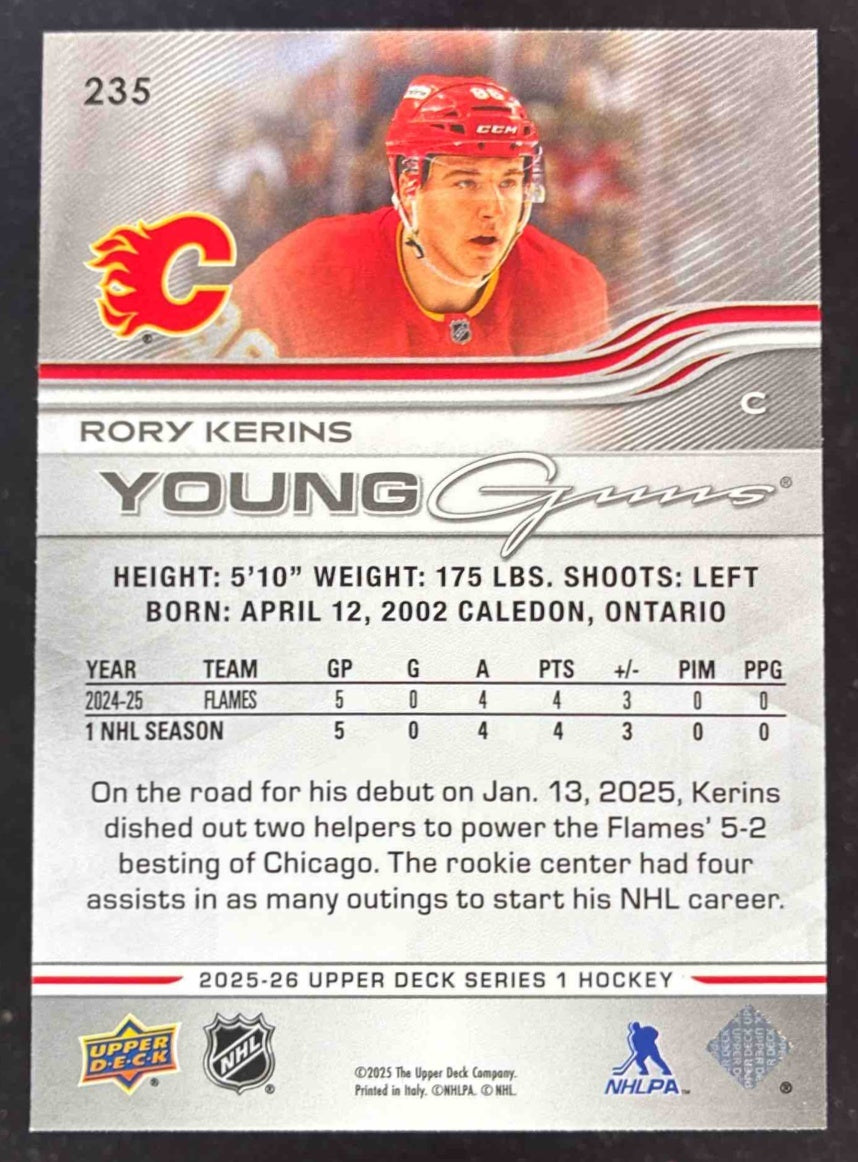 235
86
CCM
C
RORY KERINS
YOUNG Guns®
HEIGHT: 5'10" WEIGHT: 175 LBS. SHOOTS: LEFT
BORN: APRIL 12, 2002 CALEDON, ONTARIO
YEAR TEAM GP G A PTS +/- PIM PPG
2024-25 FLAMES 5 0 4 4 3 0 0
1 NHL SEASON 5 0 4 4 3 0 0
On the road for his debut on Jan. 13, 2025, Kerins
dished out two helpers to power the Flames' 5-2
besting of Chicago. The rookie center had four
assists in as many outings to start his NHL career.
2025-26 UPPER DECK SERIES 1 HOCKEY
UPPER
D·E·C·K
®
NHL
®
©2025 The Upper Deck Company.
Printed in Italy. ©NHLPA. © NHL.
NHLPA™
UPPER DECK
®